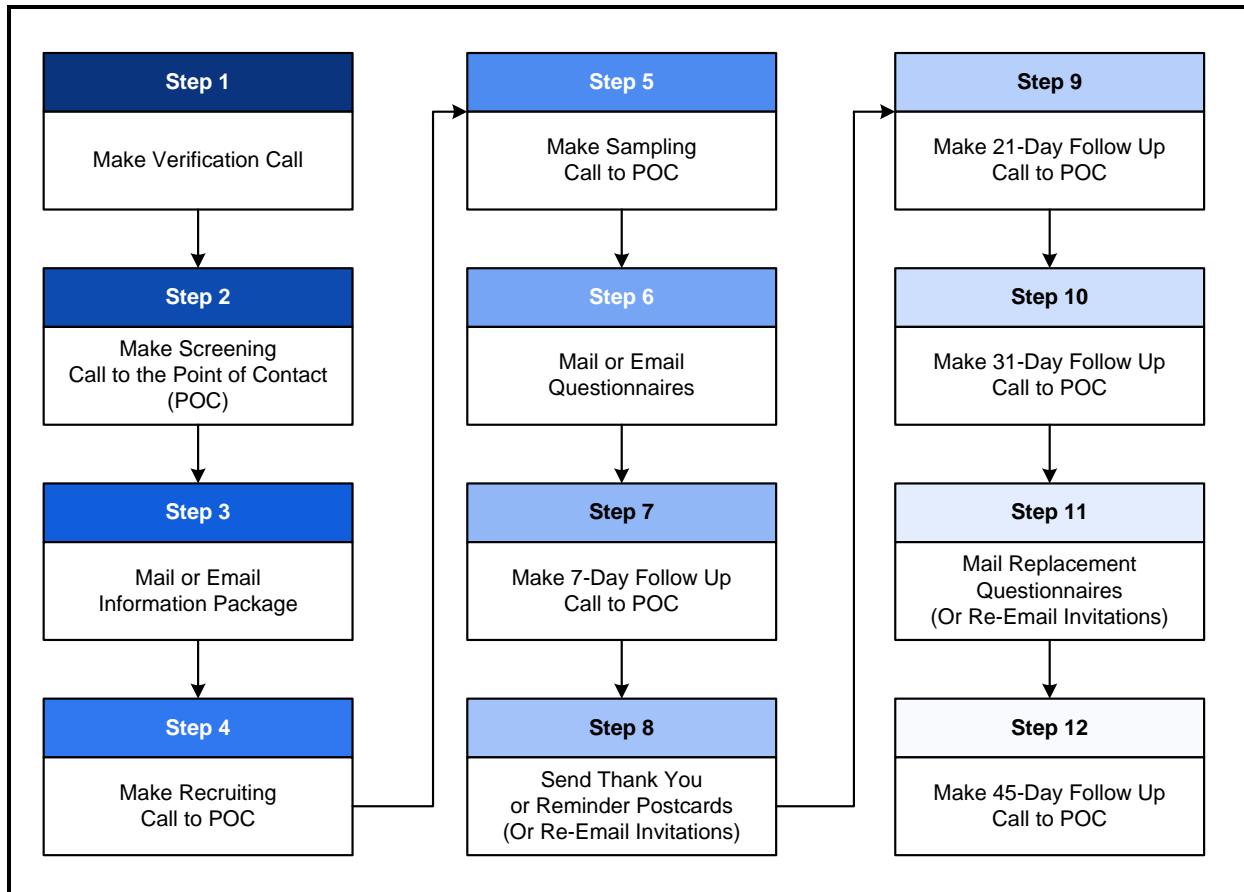 Step 1
Make Verification Call
Step 2
Make Screening
Call to the Point of Contact
(POC)
Step 3
Mail or Email
Information Package
Step 4
Make Recruiting
Call to POC
Step 5
Make Sampling
Call to POC
Step 6
Mail or Email
Questionnaires
Step 7
Make 7-Day Follow Up
Call to POC
Step 8
Send Thank You
or Reminder Postcards
(Or Re-Email Invitations)
Step 9
Make 21-Day Follow Up
Call to POC
Step 10
Make 31-Day Follow Up
Call to POC
Step 11
Mail Replacement
Questionnaires
(Or Re-Email Invitations)
Step 12
Make 45-Day Follow Up
Call to POC